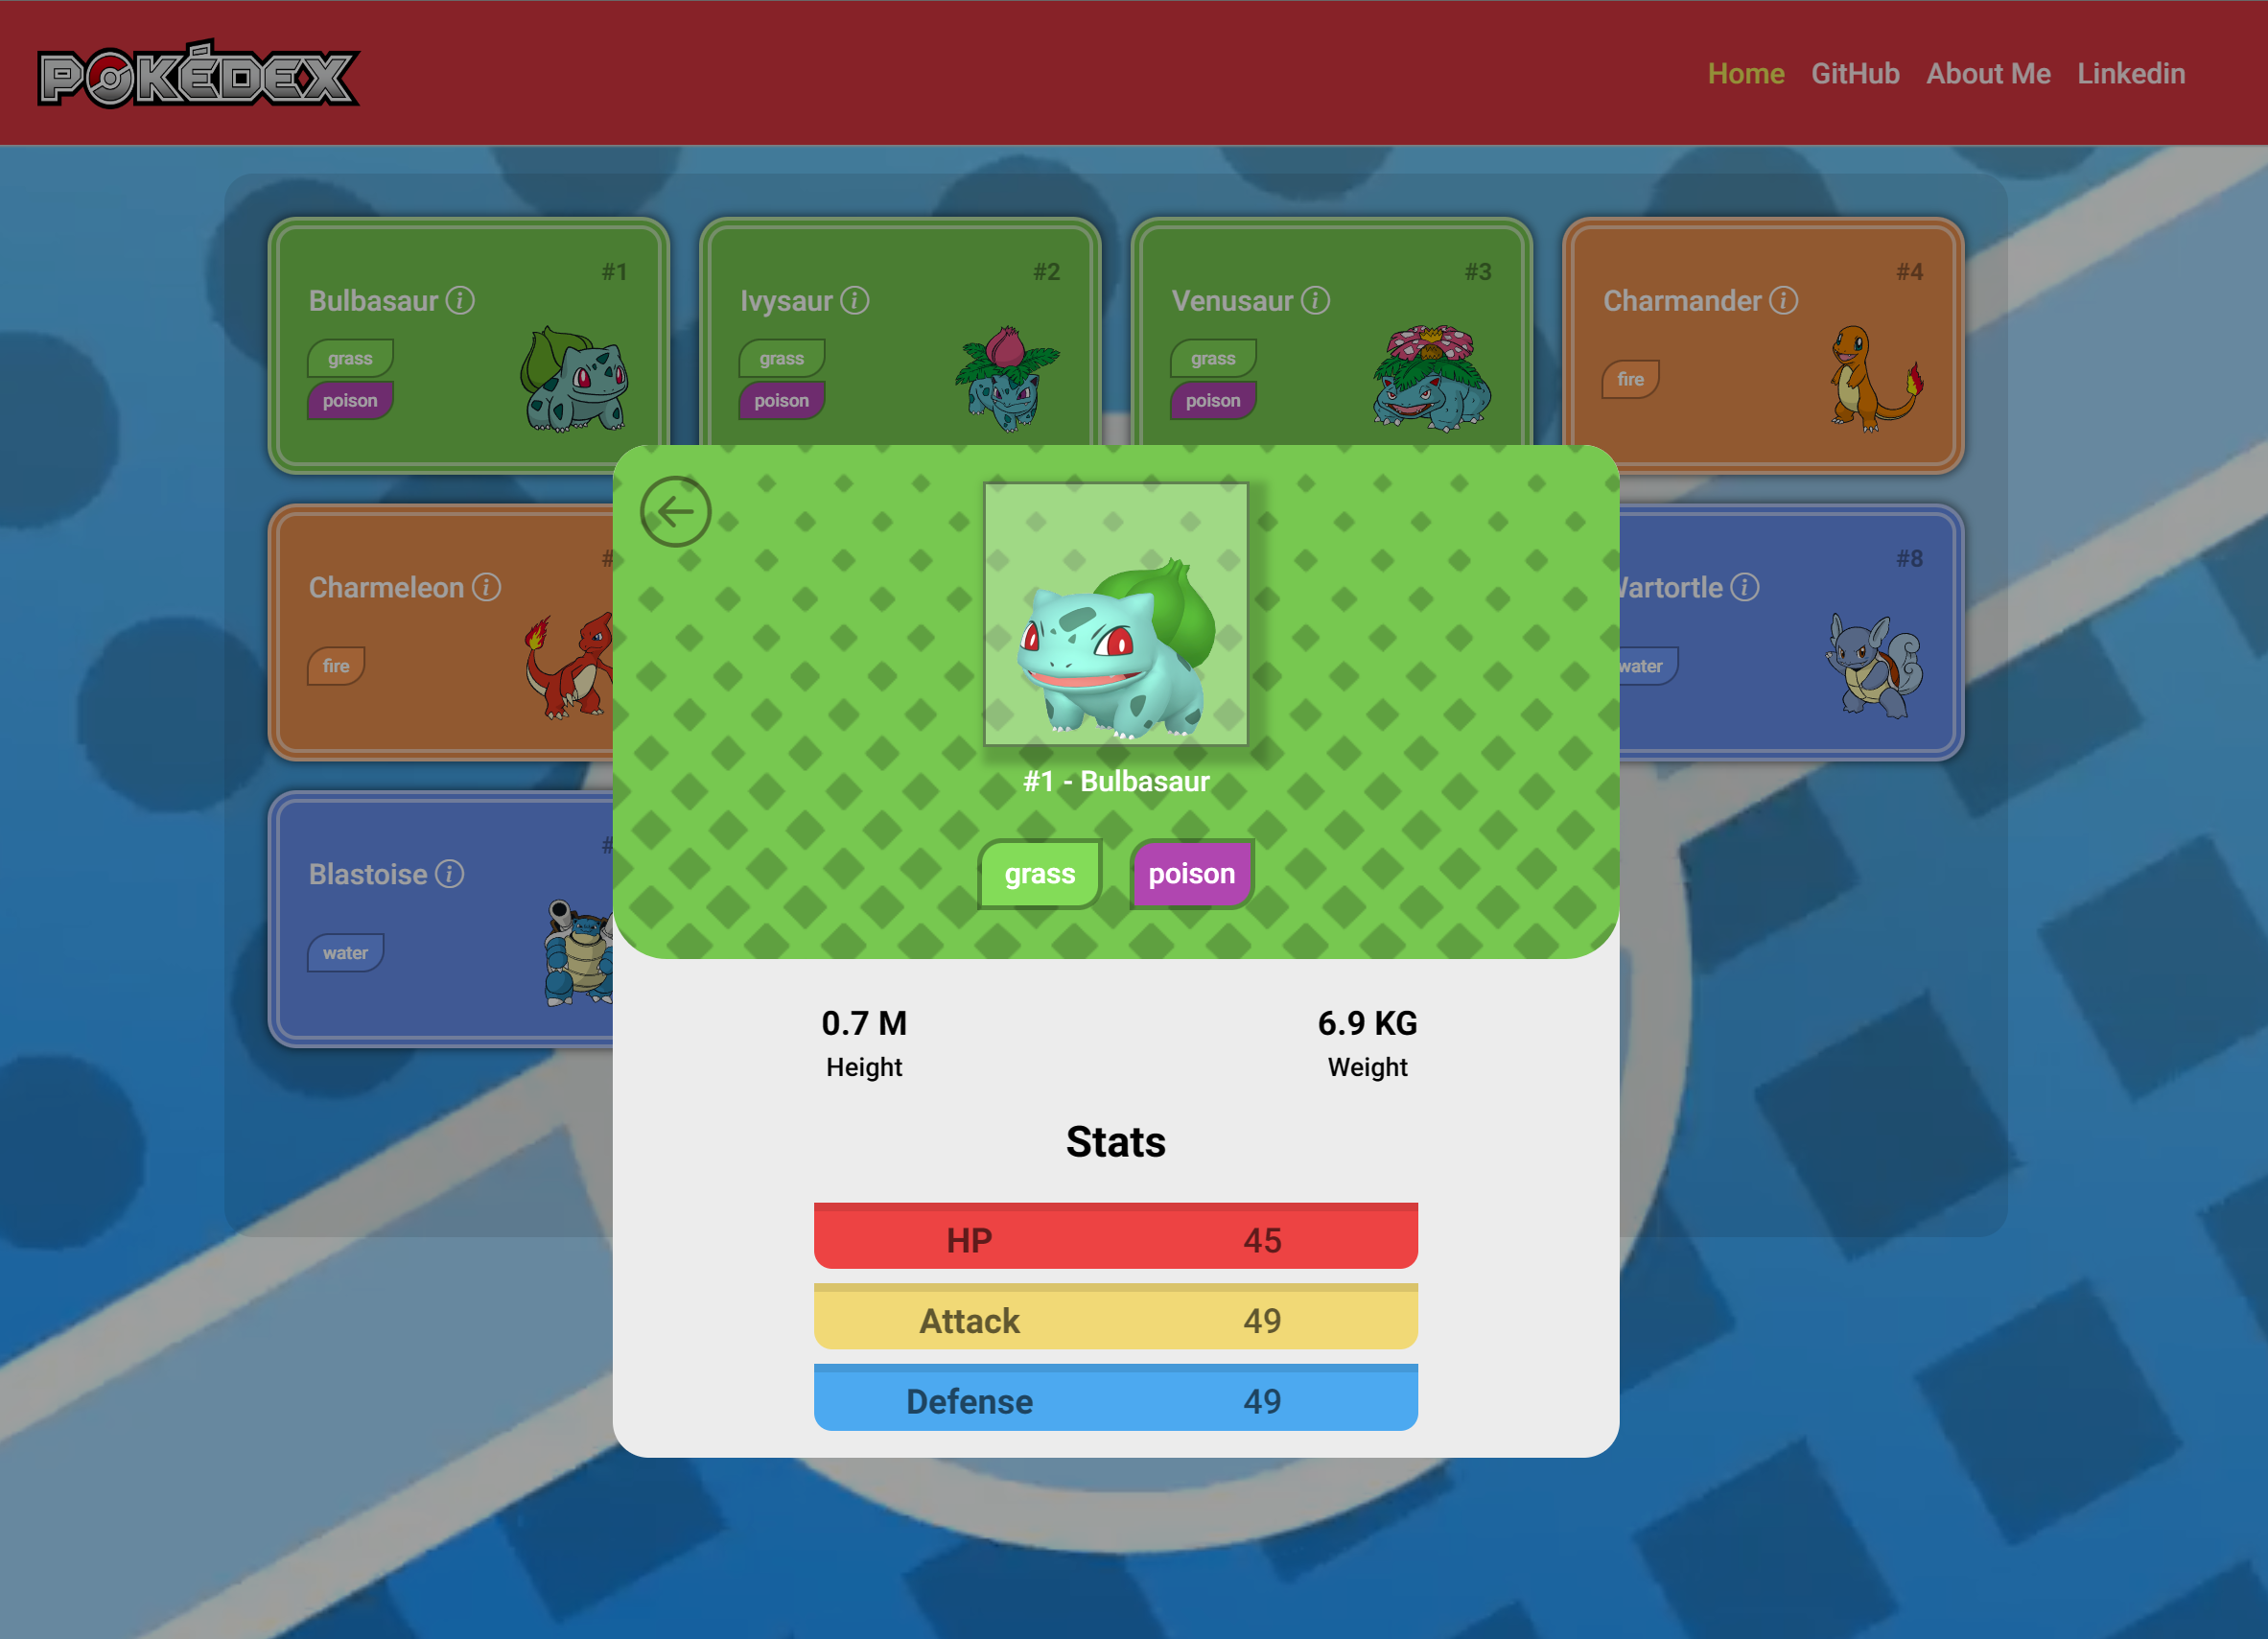 POKÉDEX
Home GitHub About Me Linkedin
#1
Bulbasaur
grass
poison
#2
Ivysaur
grass
poison
#3
Venusaur
grass
poison
#4
Charmander
fire
#
Charmeleon
fire
#8
Wartortle
water
#
Blastoise
water
#1 - Bulbasaur
grass poison
0.7 M
Height
6.9 KG
Weight
Stats
HP 45
Attack 49
Defense 49